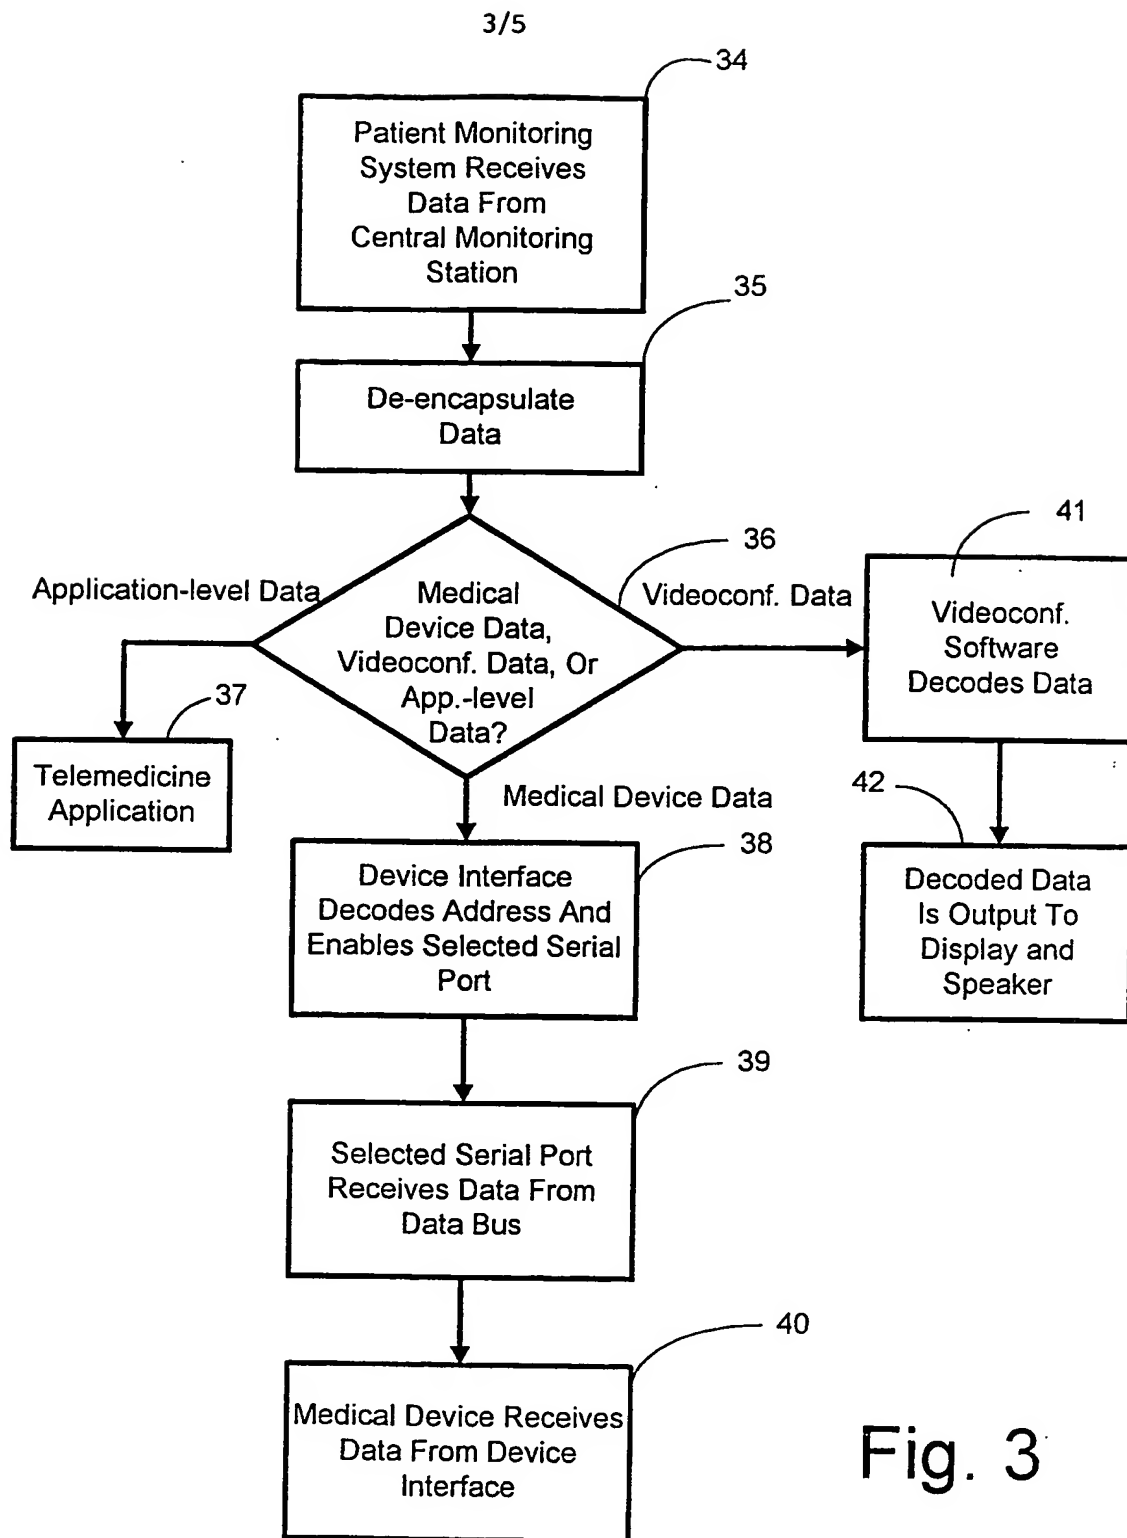 3/5
34
Patient Monitoring
System Receives
Data From
Central Monitoring
Station
35
De-encapsulate
Data
36
Application-level Data
Medical
Device Data,
Videoconf. Data, Or
App.-level
Data?
Videoconf. Data
41
Videoconf.
Software
Decodes Data
37
Telemedicine
Application
Medical Device Data
42
Decoded Data
Is Output To
Display and
Speaker
38
Device Interface
Decodes Address And
Enables Selected Serial
Port
39
Selected Serial Port
Receives Data From
Data Bus
40
Medical Device Receives
Data From Device
Interface
Fig. 3